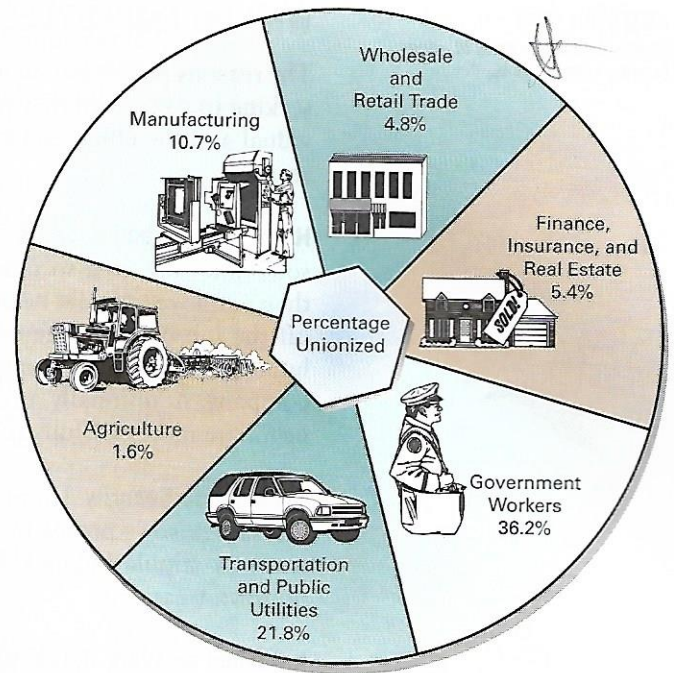 Wholesale
and
Retail Trade
4.8%
Finance,
Insurance, and
Real Estate
5.4%
SOLD!
Government
Workers
36.2%
Transportation
and Public
Utilities
21.8%
Agriculture
1.6%
Manufacturing
10.7%
Percentage
Unionized